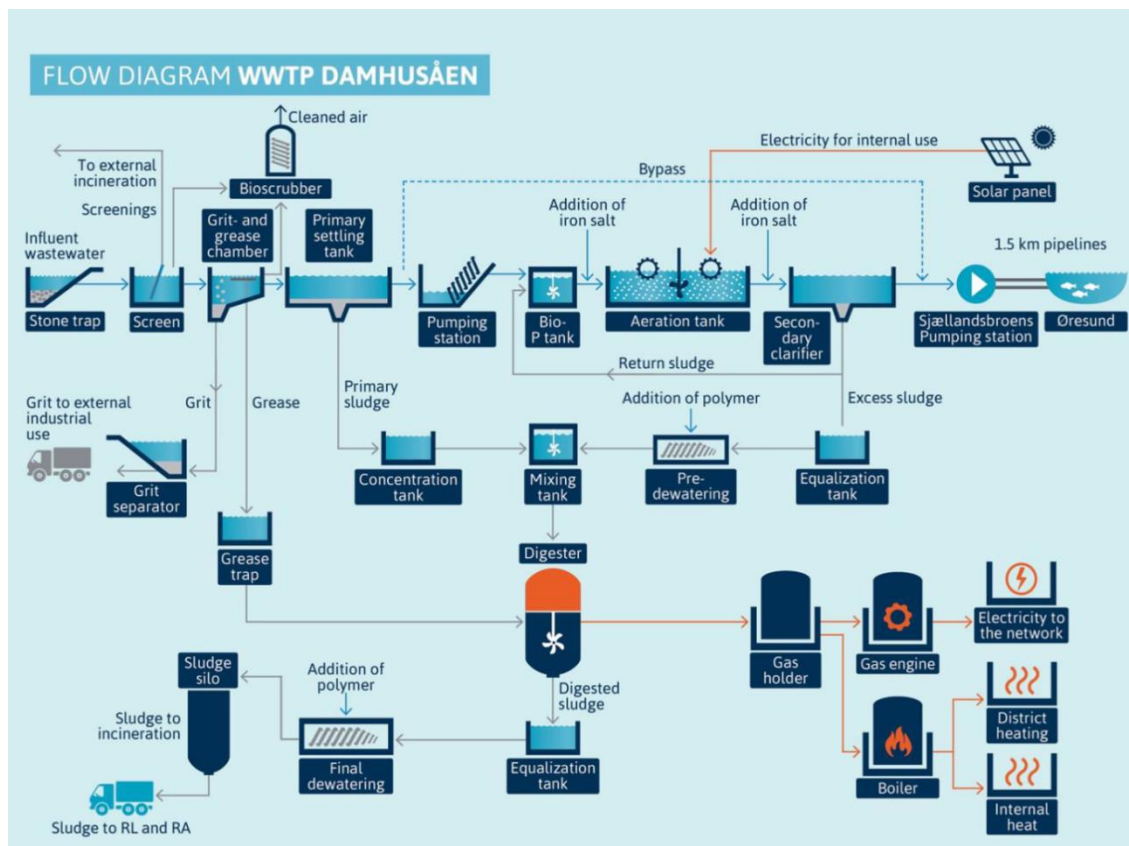 FLOW DIAGRAM WWTP DAMHUSÅEN
Cleaned air
To external
incineration
Bioscrubber
Screenings
Electricity for internal use
Solar panel
Bypass
Influent
wastewater
Grit- and
grease
chamber
Primary
settling
tank
Addition of
iron salt
Addition of
iron salt
1.5 km pipelines
Stone trap
Screen
Pumping
station
Bio-
P tank
Aeration tank
Secon-
dary
clarifier
Sjællandsbroens
Pumping station
Øresund
Return sludge
Grit to external
industrial
use
Grit
Grease
Primary
sludge
Addition of polymer
Excess sludge
Grit
separator
Concentration
tank
Mixing
tank
Pre-
dewatering
Equalization
tank
Grease
trap
Digester
Electricity to
the network
Gas
holder
Gas engine
Sludge
silo
Addition of
polymer
Digested
sludge
Sludge to
incineration
District
heating
Final
dewatering
Equalization
tank
Boiler
Internal
heat
Sludge to RL and RA